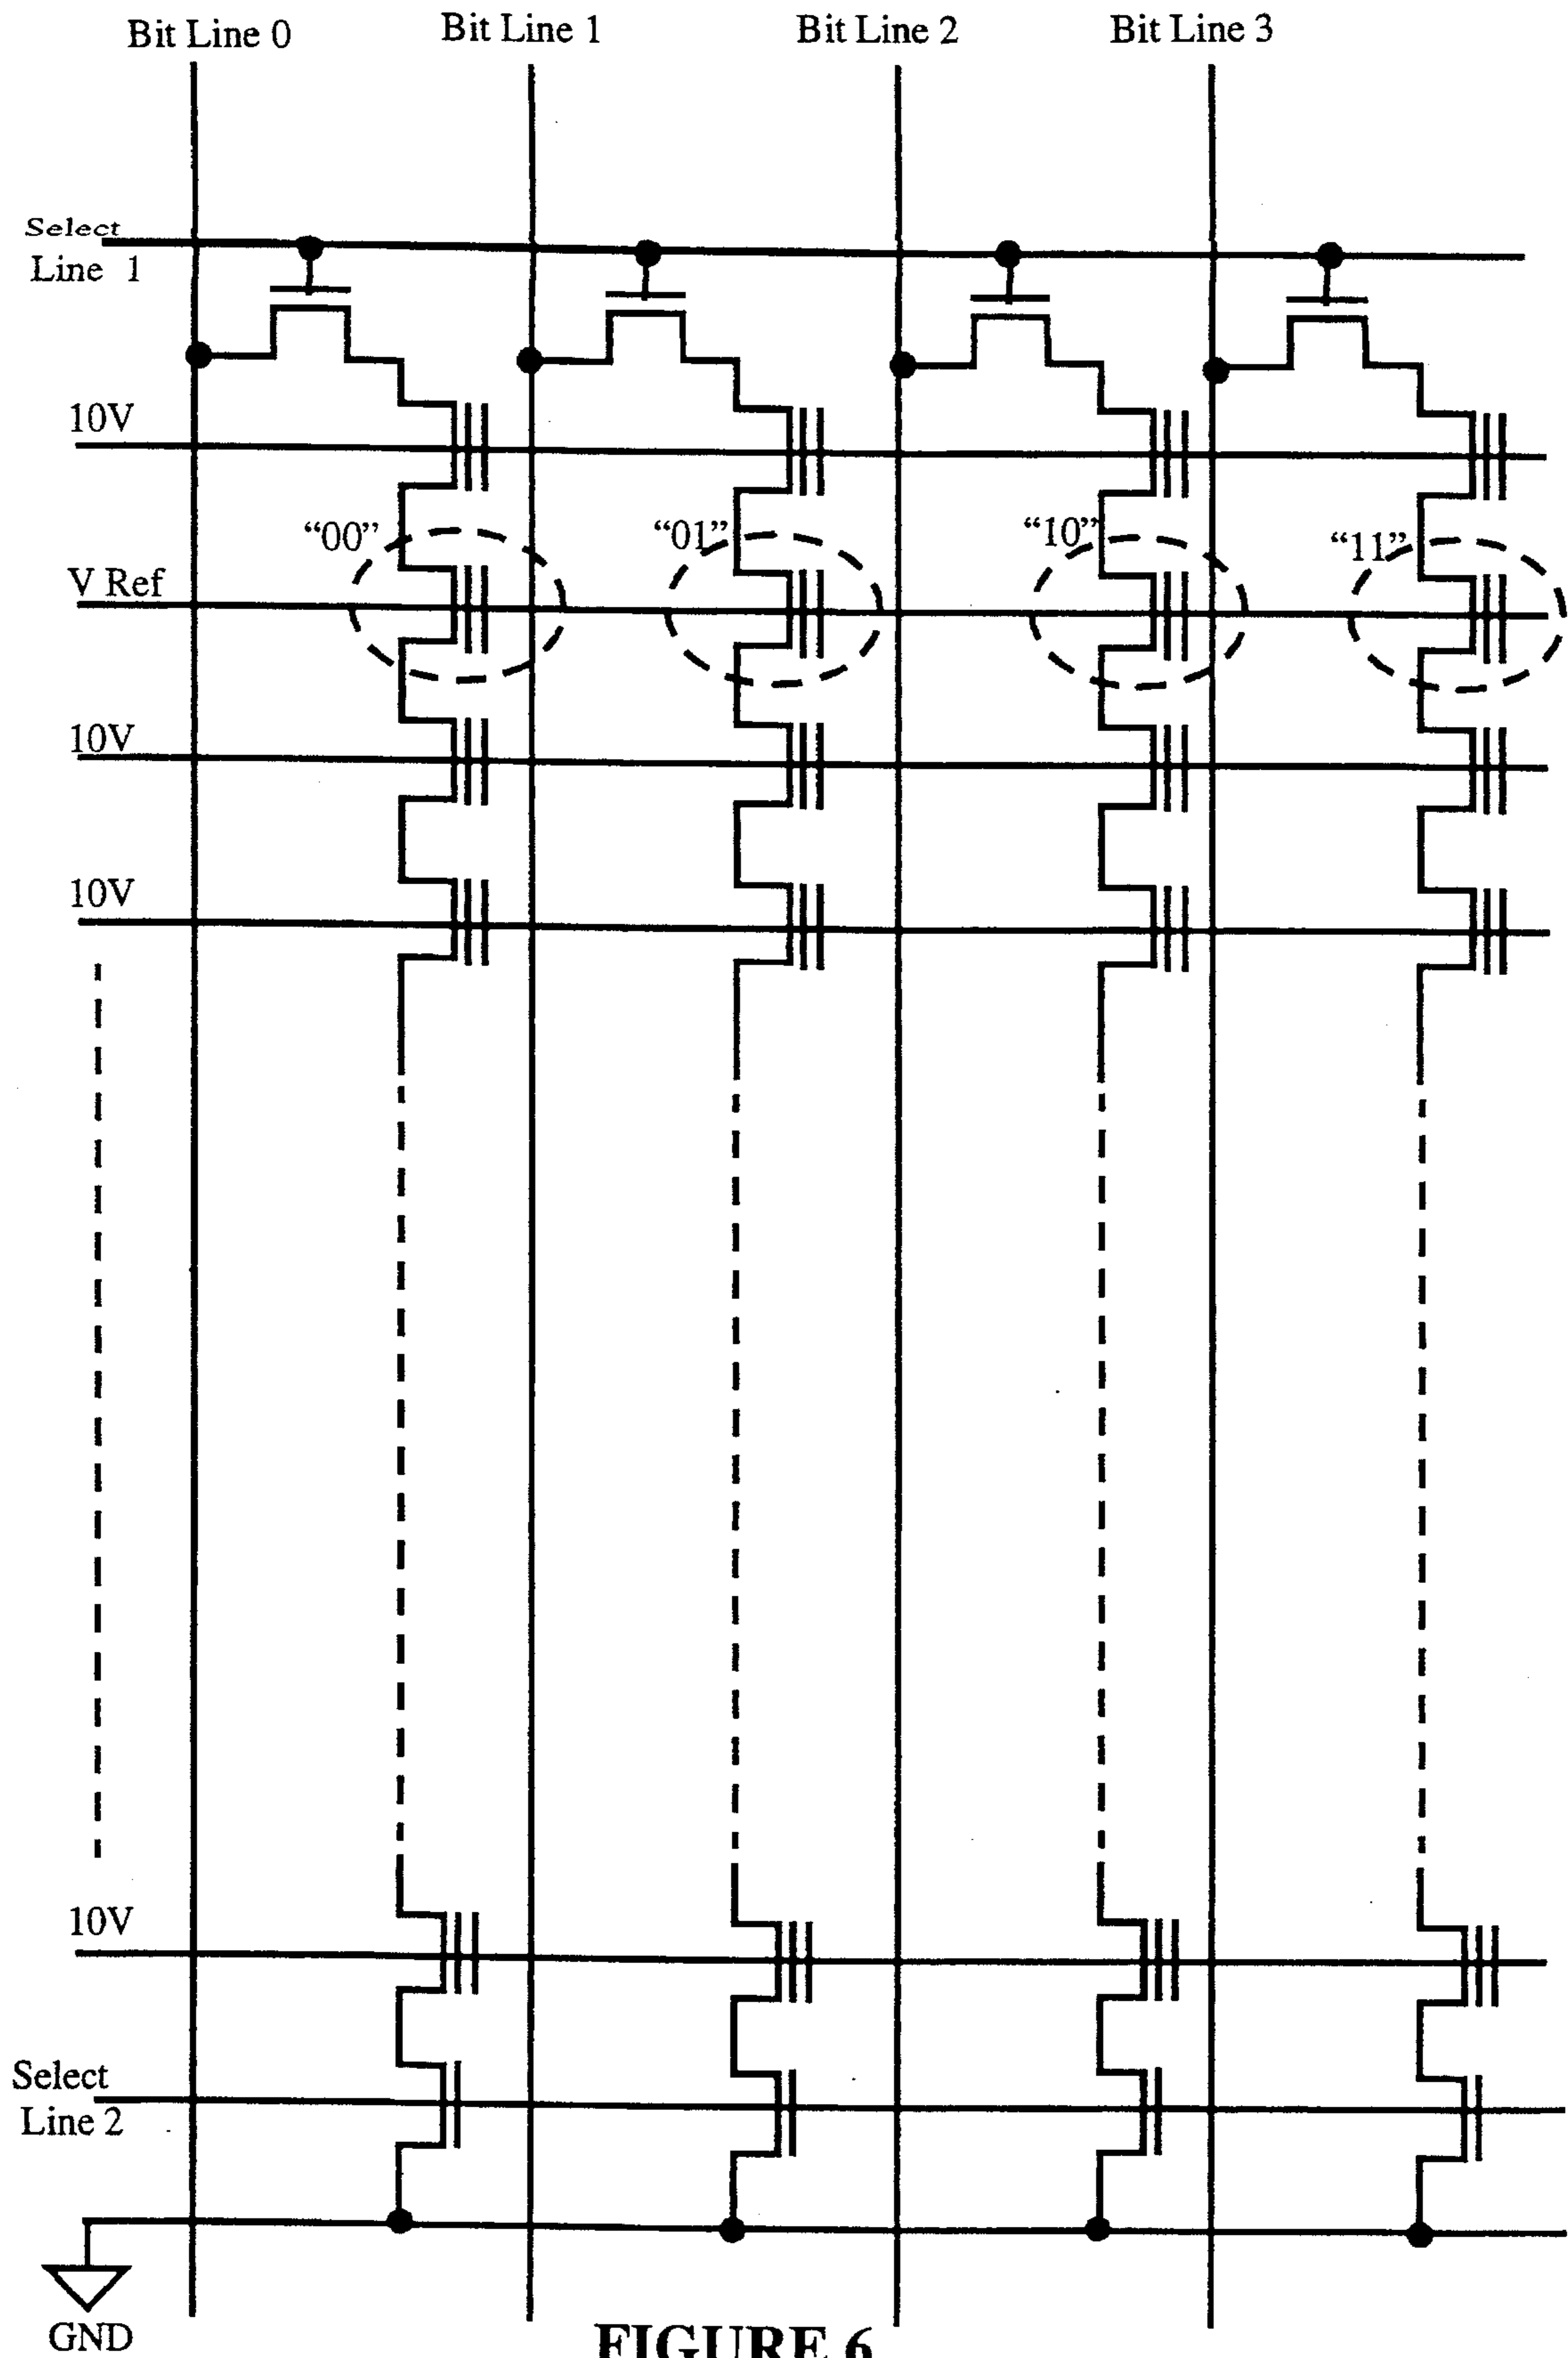 Bit Line 0
Bit Line 1
Bit Line 2
Bit Line 3
Select
Line 1
10V
“00”
“01”
“10”
“11”
V Ref
10V
10V
10V
Select
Line 2
GND
FIGURE 6